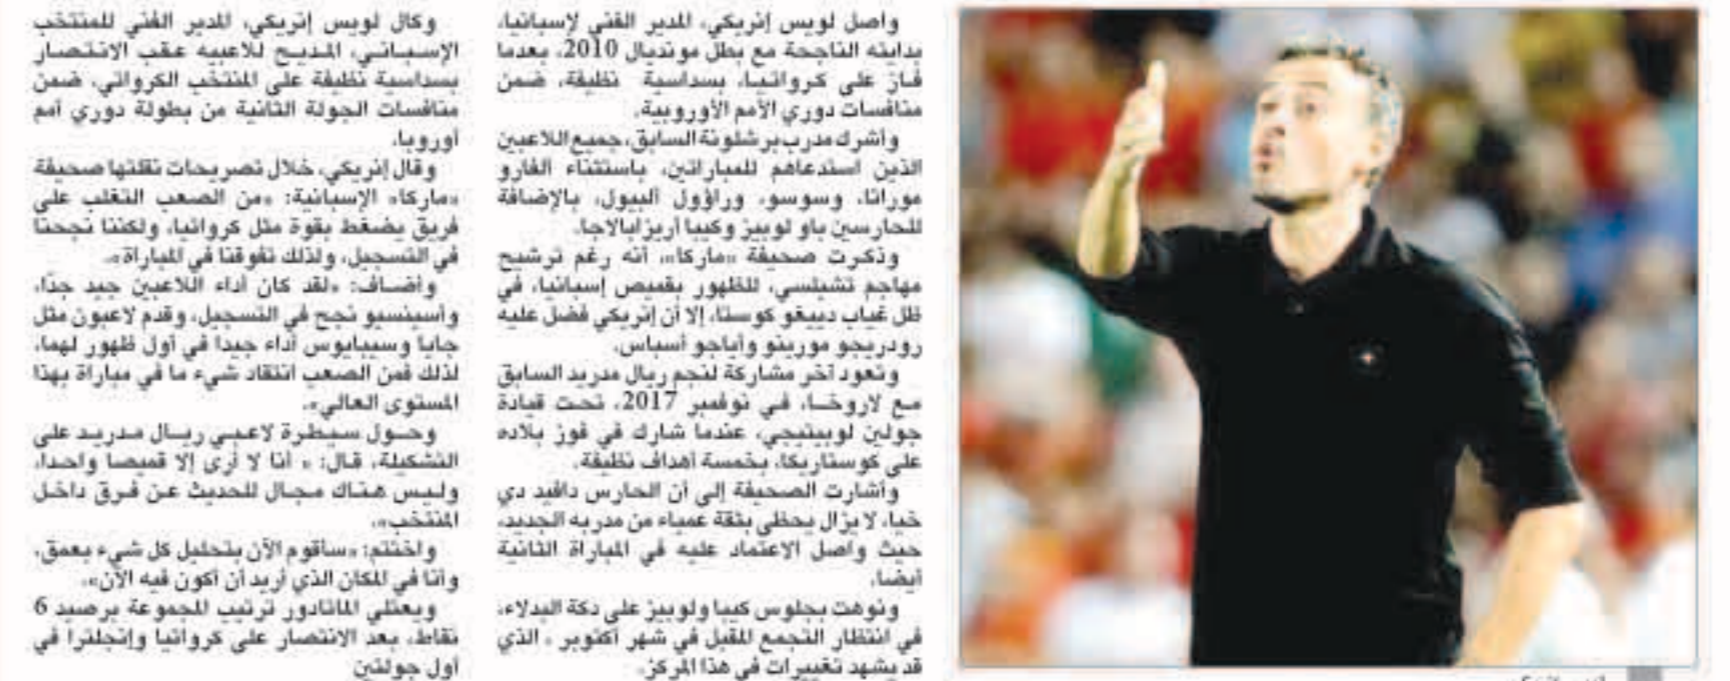 واصل لويس إنريكي، المدير الفني لإسبانيا،
بدايته الناجحة مع بطل مونديال 2010، بعدما
فاز على كرواتيا، بسداسية نظيفة، ضمن
منافسات دوري الأمم الأوروبية.
وأشرك مدرب برشلونة السابق، جميع اللاعبين
الذين استدعاهم للمباراتين، باستثناء ألفارو
موراتا، وسوسو، وراؤول ألبيول، بالإضافة
للحارسين باو لوبيز وكيبا أريزابالاجا.
وذكرت صحيفة «ماركا»، أنه رغم ترشيح
مهاجم تشيلسي، للظهور بقميص إسبانيا، في
ظل غياب دييغو كوستا، إلا أن إنريكي فضل عليه
رودريجو مورينو وأياجو أسباس.
وتعود آخر مشاركة لنجم ريال مدريد السابق
مع لاروخا، في نوفمبر 2017، تحت قيادة
جولين لوبيتيجي، عندما شارك في فوز بلاده
على كوستاريكا، بخمسة أهداف نظيفة.
وأشارت الصحيفة إلى أن الحارس دافيد دي
خيا، لا يزال يحظى بثقة عمياء من مدربه الجديد،
حيث واصل الاعتماد عليه في المباراة الثانية
أيضا.
ونوهت بجلوس كيبا ولوبيز على دكة البدلاء،
في انتظار التجمع المقبل في شهر أكتوبر ، الذي
قد يشهد تغييرات في هذا المركز.
وكال لويس إنريكي، المدير الفني للمنتخب
الإسباني، المديح للاعبيه عقب الانتصار
بسداسية نظيفة على المنتخب الكرواتي، ضمن
منافسات الجولة الثانية من بطولة دوري أمم
أوروبا.
وقال إنريكي، خلال تصريحات نقلتها صحيفة
«ماركا» الإسبانية: «من الصعب التغلب على
فريق يضغط بقوة مثل كرواتيا، ولكننا نجحنا
في التسجيل، ولذلك تفوقنا في المباراة».
وأضاف: «لقد كان أداء اللاعبين جيد جدًا،
وأسينسيو نجح في التسجيل، وقدم لاعبون مثل
جايا وسيبايوس أداء جيدا في أول ظهور لهما،
لذلك فمن الصعب انتقاد شيء ما في مباراة بهذا
المستوى العالي».
وحول سيطرة لاعبي ريال مدريد على
التشكيلة، قال: « أنا لا أرى إلا قميصا واحدا،
وليس هناك مجال للحديث عن فرق داخل
المنتخب».
واختتم: «سأقوم الآن بتحليل كل شيء بعمق،
وأنا في المكان الذي أريد أن أكون فيه الآن».
ويعتلي الماتادور ترتيب المجموعة برصيد 6
نقاط، بعد الانتصار على كرواتيا وإنجلترا في
أول جولتين